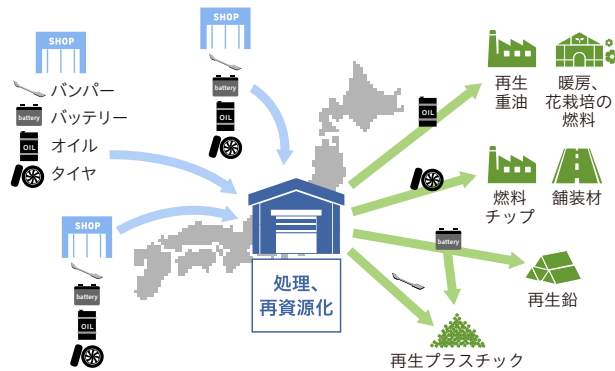 SHOP
バンパー
battery
バッテリー
OIL
オイル
タイヤ
SHOP
battery
OIL
SHOP
battery
OIL
処理、
再資源化
OIL
再生
重油
暖房、
花栽培の
燃料
燃料
チップ
舗装材
battery
再生鉛
再生プラスチック